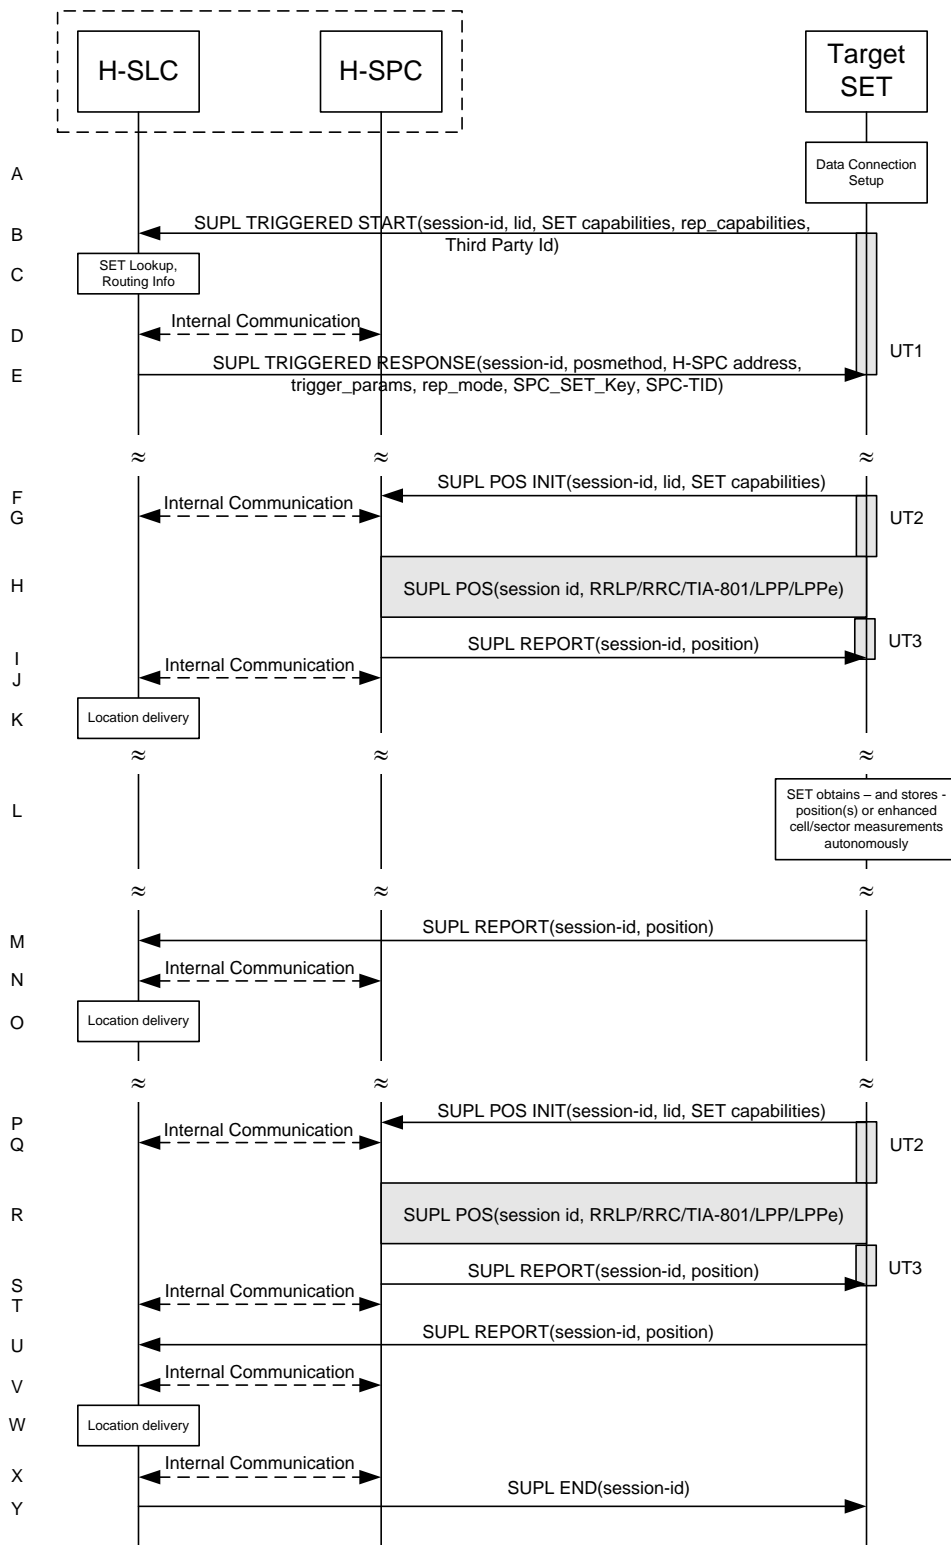 H-SLC
H-SPC
Target
SET
A
Data Connection
Setup
B
SUPL TRIGGERED START(session-id, lid, SET capabilities, rep_capabilities,
Third Party Id)
C
SET Lookup,
Routing Info
D
Internal Communication
UT1
E
SUPL TRIGGERED RESPONSE(session-id, posmethod, H-SPC address,
trigger_params, rep_mode, SPC_SET_Key, SPC-TID)
≈ ≈ ≈
F
SUPL POS INIT(session-id, lid, SET capabilities)
G
Internal Communication
UT2
H
SUPL POS(session id, RRLP/RRC/TIA-801/LPP/LPPe)
I
SUPL REPORT(session-id, position)
UT3
J
Internal Communication
K
Location delivery
≈ ≈ ≈
L
SET obtains – and stores -
position(s) or enhanced
cell/sector measurements
autonomously
≈ ≈ ≈
M
SUPL REPORT(session-id, position)
N
Internal Communication
O
Location delivery
≈ ≈ ≈
P
SUPL POS INIT(session-id, lid, SET capabilities)
Q
Internal Communication
UT2
R
SUPL POS(session id, RRLP/RRC/TIA-801/LPP/LPPe)
S
SUPL REPORT(session-id, position)
UT3
T
Internal Communication
U
SUPL REPORT(session-id, position)
V
Internal Communication
W
Location delivery
X
Internal Communication
Y
SUPL END(session-id)